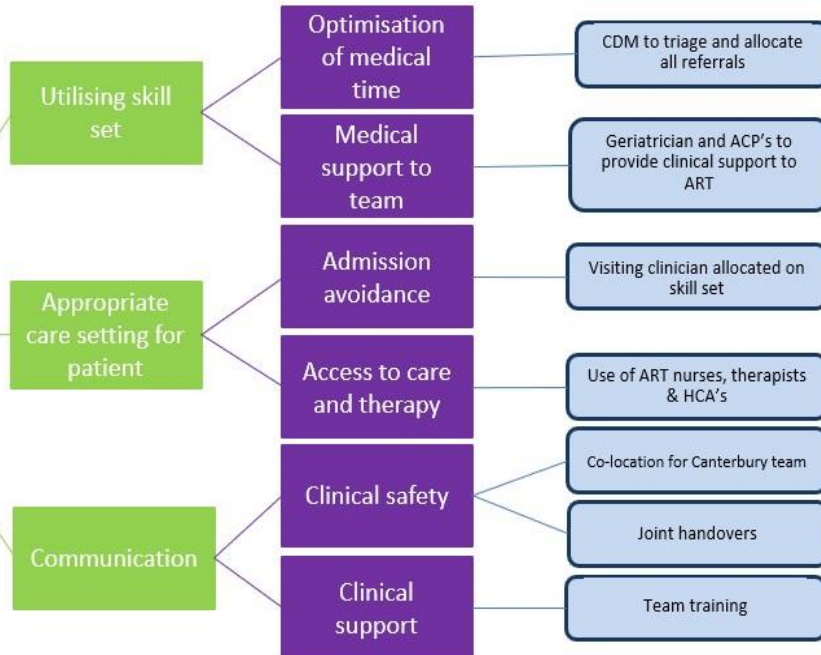 Utilising skill
set
Optimisation
of medical
time
CDM to triage and allocate
all referrals
Medical
support to
team
Geriatrician and ACP's to
provide clinical support to
ART
Appropriate
care setting for
patient
Admission
avoidance
Visiting clinician allocated on
skill set
Access to care
and therapy
Use of ART nurses, therapists
& HCA's
Communication
Clinical safety
Co-location for Canterbury team
Joint handovers
Clinical
support
Team training